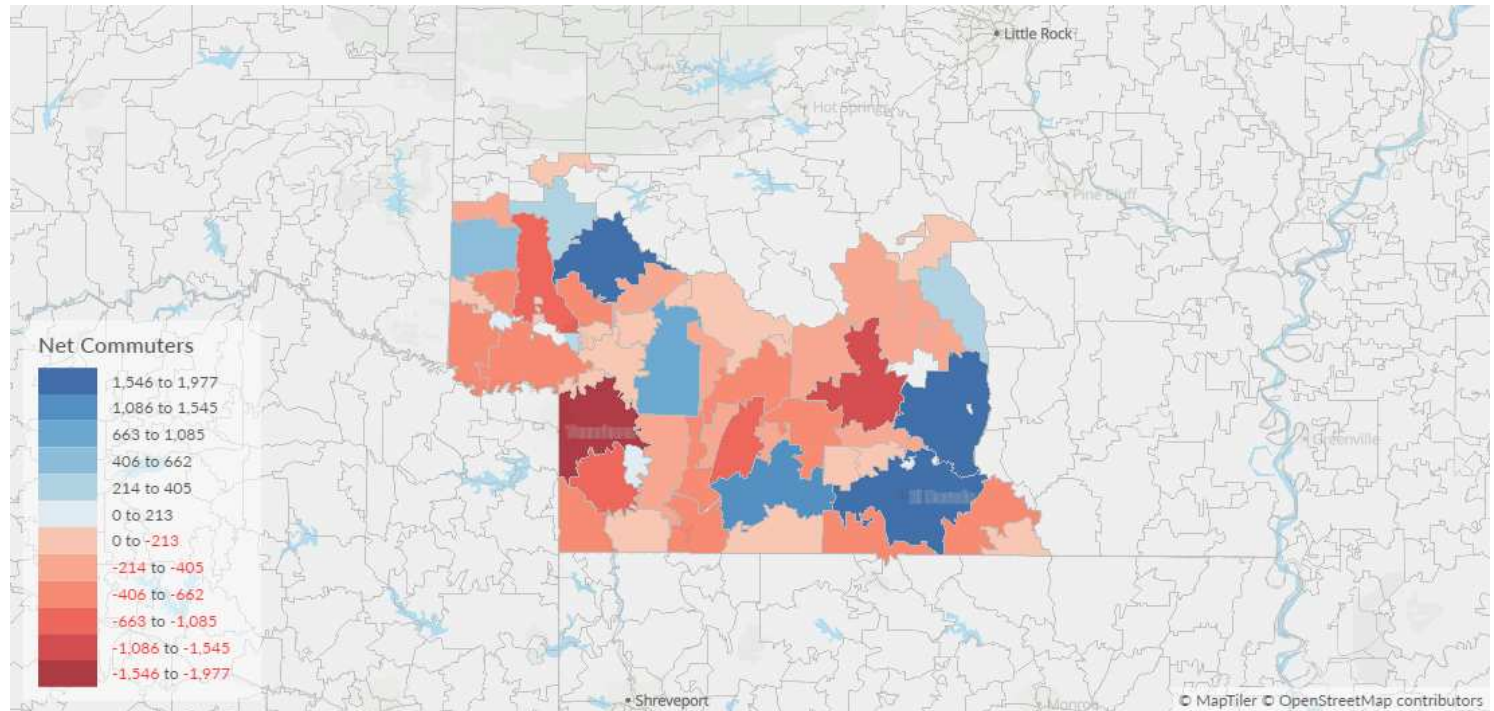 Little Rock
Hot Springs
Pine Bluff
Net Commuters
1,546 to 1,977
1,086 to 1,545
663 to 1,085
406 to 662
214 to 405
0 to 213
0 to -213
-214 to -405
-406 to -662
-663 to -1,085
-1,086 to -1,545
-1,546 to -1,977
Greenville
Shreveport
Monroe
© MapTiler © OpenStreetMap contributors